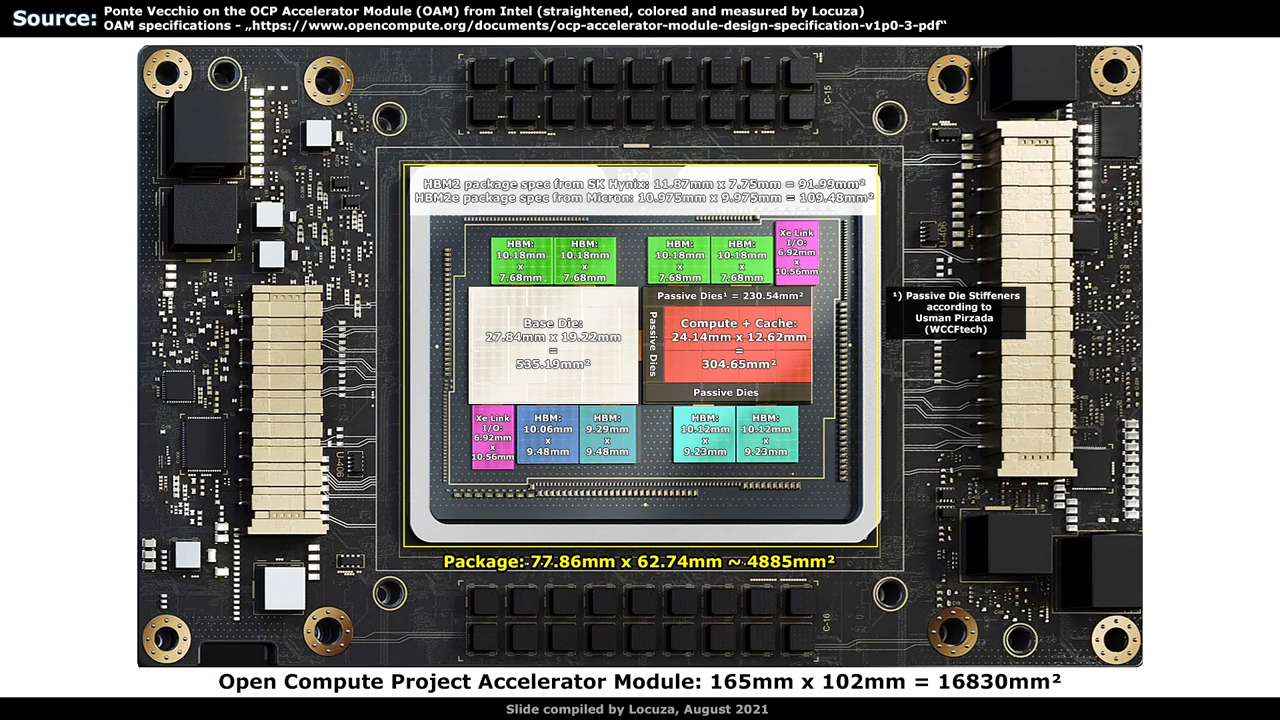 Source:
Ponte Vecchio on the OCP Accelerator Module (OAM) from Intel (straightened, colored and measured by Locuza)
OAM specifications - „https://www.opencompute.org/documents/ocp-accelerator-module-design-specification-v1p0-3-pdf“
C-15
intel
HBM2 package spec from SK Hynix: 11.87mm x 7.75mm = 91.99mm²
HBM2e package spec from Micron: 10.975mm x 9.975mm = 109.48mm²
HBM:
10.18mm
x
7.68mm
HBM:
10.18mm
x
7.68mm
HBM:
10.18mm
x
7.68mm
HBM:
10.18mm
x
7.68mm
Xe Link
I/O:
6.92mm
x
10.56mm
U-406
Base Die:
27.84mm x 19.22mm
=
535.19mm²
Passive Dies¹ = 230.54mm²
Passive Dies
Compute + Cache:
24.14mm x 12.62mm
=
304.65mm²
Passive Dies
¹) Passive Die Stiffeners
according to
Usman Pirzada
(WCCFtech)
Xe Link
I/O:
6.92mm
x
10.56mm
HBM:
10.06mm
x
9.48mm
HBM:
9.29mm
x
9.48mm
HBM:
10.12mm
x
9.23mm
HBM:
10.12mm
x
9.23mm
U-406
Package: 77.86mm x 62.74mm ~ 4885mm²
C-16
Open Compute Project Accelerator Module: 165mm x 102mm = 16830mm²
Slide compiled by Locuza, August 2021